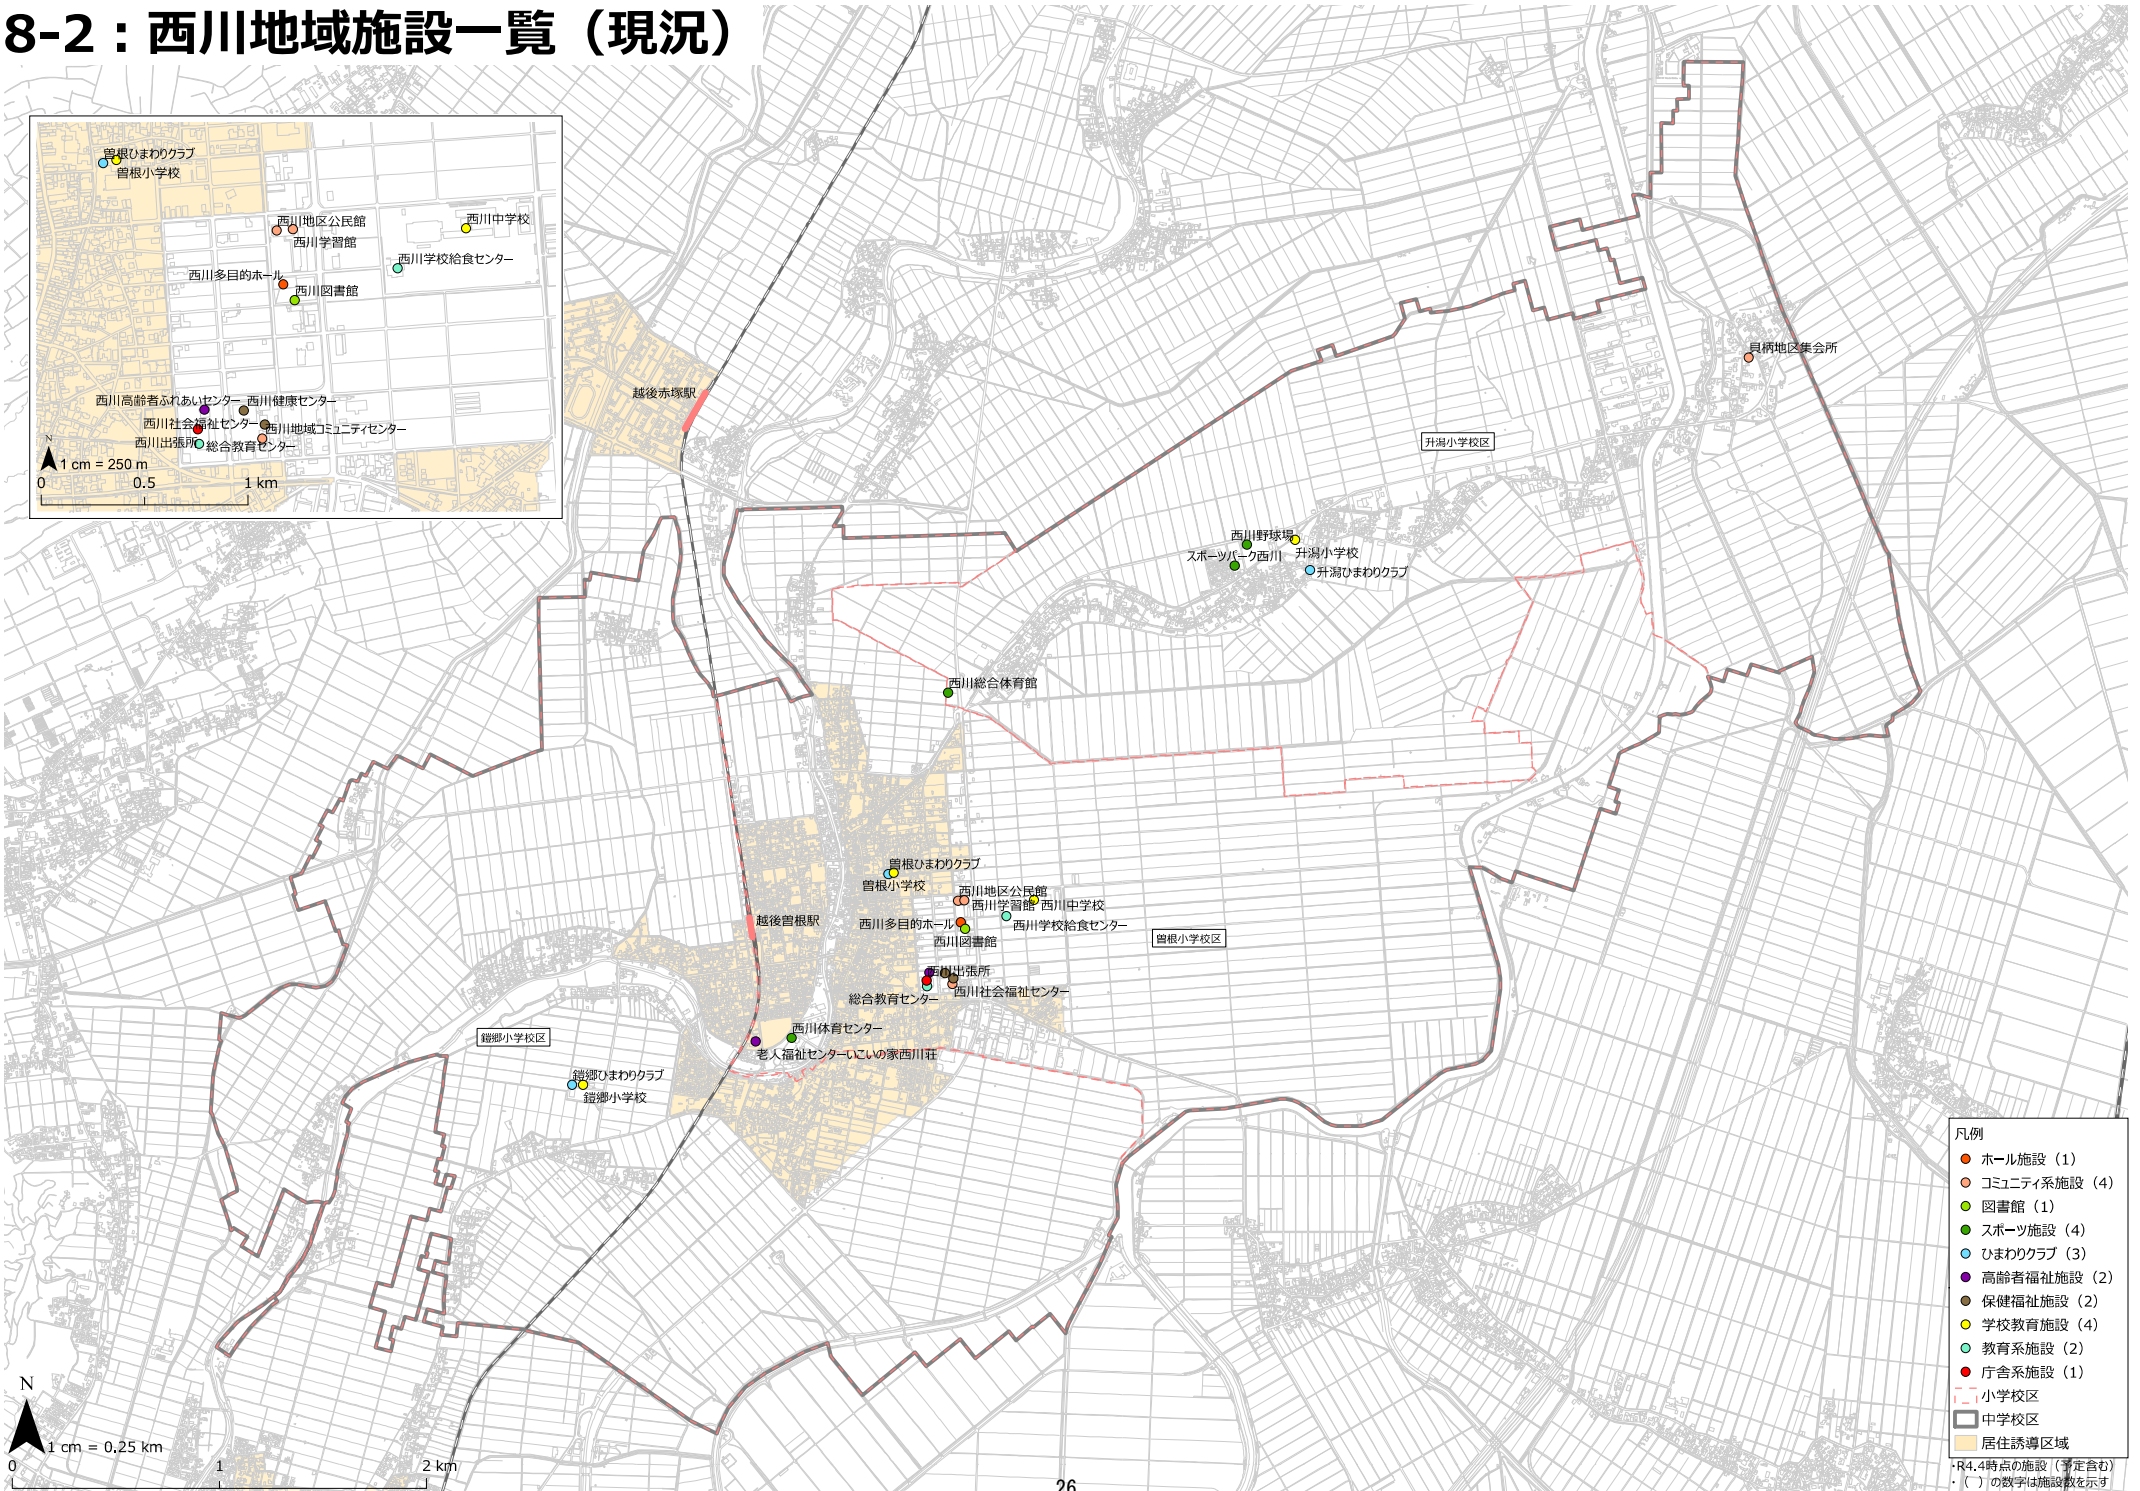 8-2：西川地域施設一覧（現況）
曽根ひまわりクラブ
曽根小学校
西川地区公民館
西川学習館
西川中学校
西川学校給食センター
西川多目的ホール
西川図書館
西川高齢者ふれあいセンター
西川健康センター
西川社会福祉センター
西川地域コミュニティセンター
西川出張所
総合教育センター
N
1 cm = 250 m
0 0.5 1 km
越後赤塚駅
貝柄地区集会所
升潟小学校区
西川野球場
升潟小学校
スポーツパーク西川
升潟ひまわりクラブ
西川総合体育館
曽根ひまわりクラブ
曽根小学校
西川地区公民館
西川学習館
西川中学校
越後曽根駅
西川多目的ホール
西川学校給食センター
西川図書館
曽根小学校区
西川出張所
総合教育センター
西川社会福祉センター
西川体育センター
老人福祉センターいこいの家西川荘
鎧郷小学校区
鎧郷ひまわりクラブ
鎧郷小学校
凡例
ホール施設（1）
コミュニティ系施設（4）
図書館（1）
スポーツ施設（4）
ひまわりクラブ（3）
高齢者福祉施設（2）
保健福祉施設（2）
学校教育施設（4）
教育系施設（2）
庁舎系施設（1）
小学校区
中学校区
居住誘導区域
・R4.4時点の施設（予定含む）
・（ ）の数字は施設数を示す
N
1 cm = 0.25 km
0 1 2 km
26